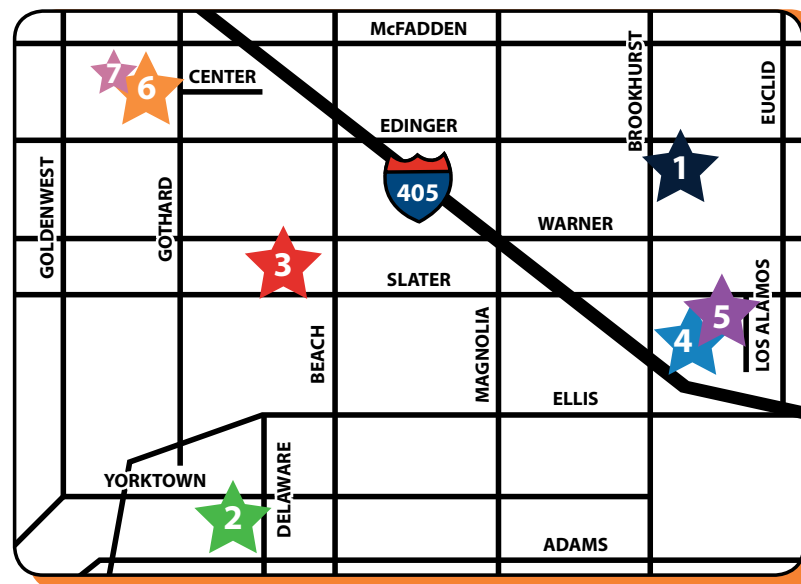 McFADDEN
BROOKHURST
EUCLID
7
6
CENTER
EDINGER
1
405
GOLDENWEST
GOTHARD
WARNER
3
SLATER
LOS ALAMOS
5
4
BEACH
MAGNOLIA
ELLIS
YORKTOWN
DELAWARE
2
ADAMS